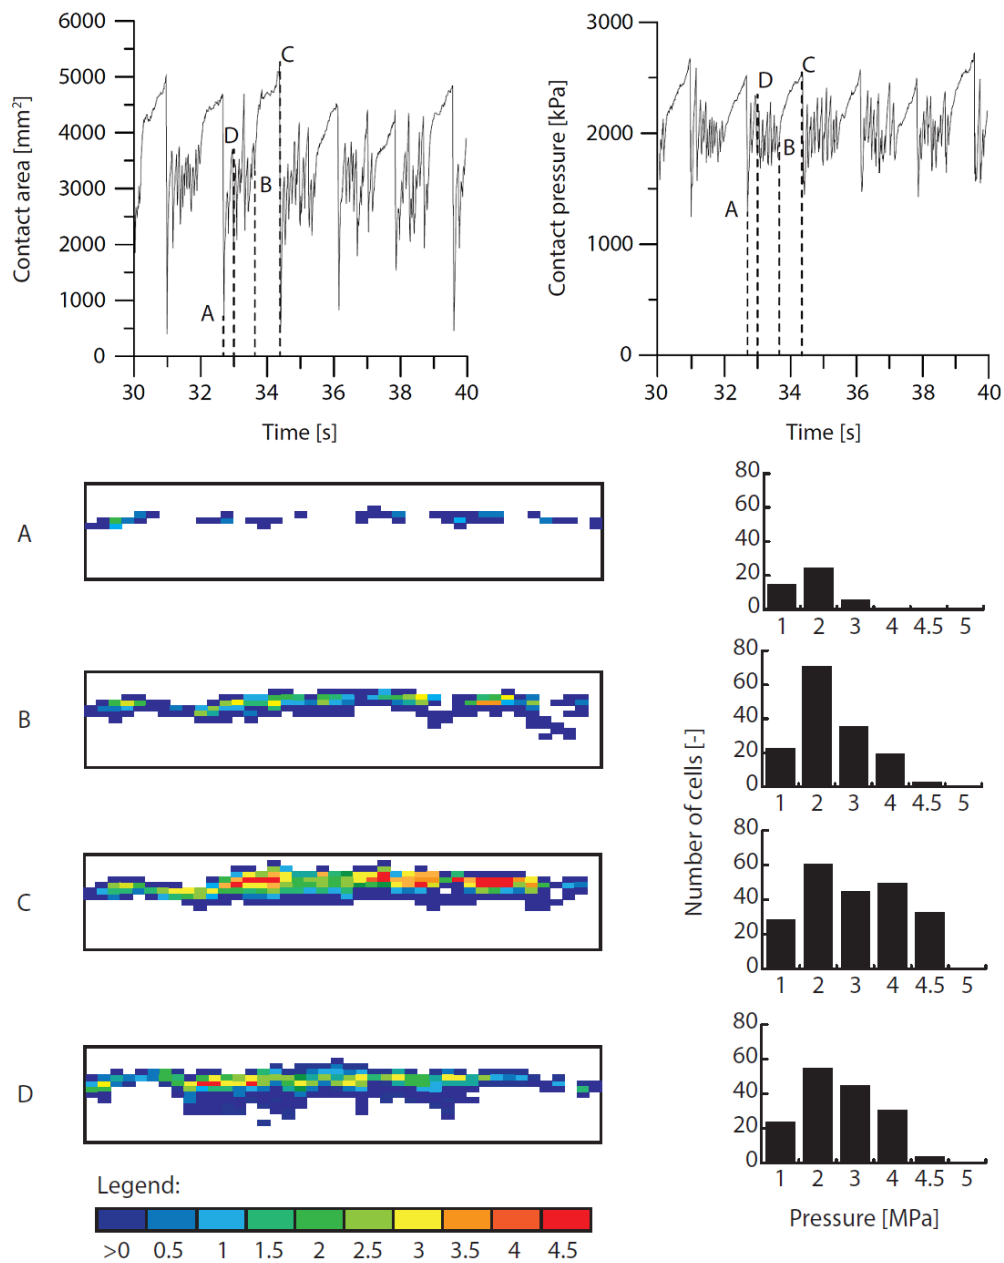 6000
5000
4000
3000
2000
1000
0
Contact area [mm²]
C
D
B
A
30 32 34 36 38 40
Time [s]
3000
2000
1000
0
Contact pressure [kPa]
C
D
B
A
30 32 34 36 38 40
Time [s]
A
80
60
40
20
0
1 2 3 4 4.5 5
B
80
60
40
20
0
1 2 3 4 4.5 5
Number of cells [-]
C
80
60
40
20
0
1 2 3 4 4.5 5
D
80
60
40
20
0
1 2 3 4 4.5 5
Pressure [MPa]
Legend:
>0 0.5 1 1.5 2 2.5 3 3.5 4 4.5